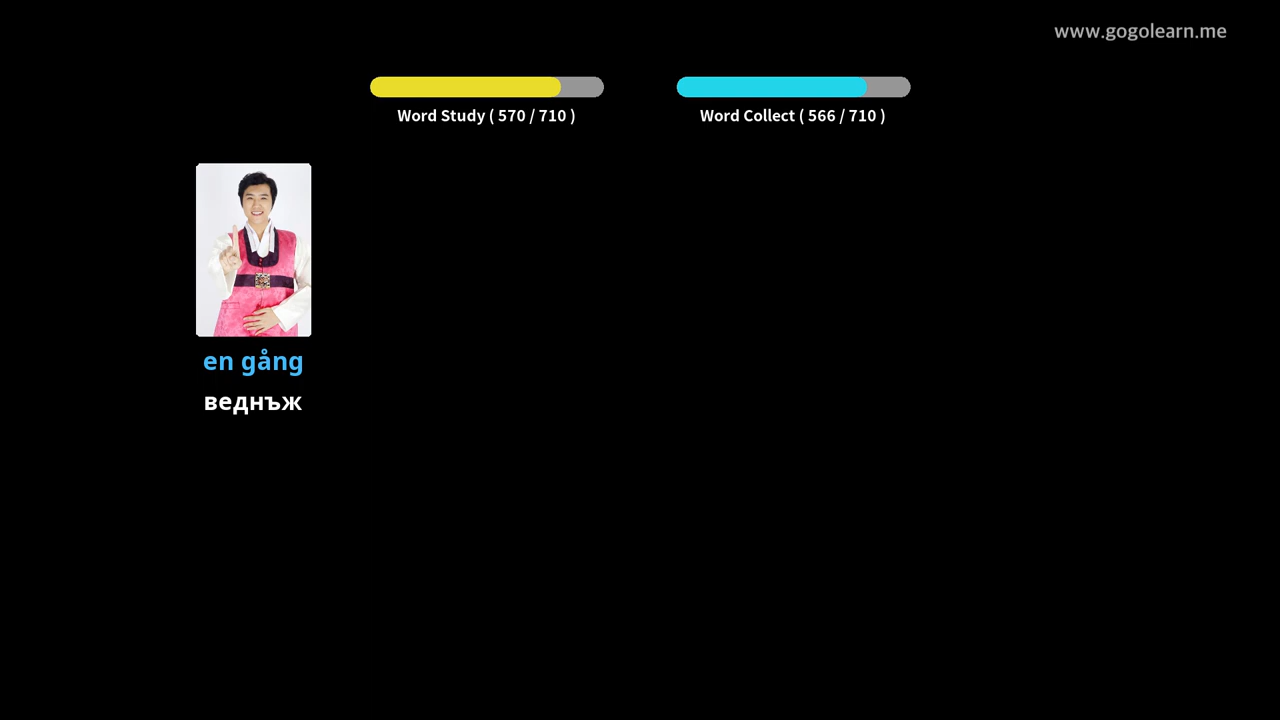 www.gogolearn.me
Word Study ( 570 / 710 )
Word Collect ( 566 / 710 )
en gång
веднъж